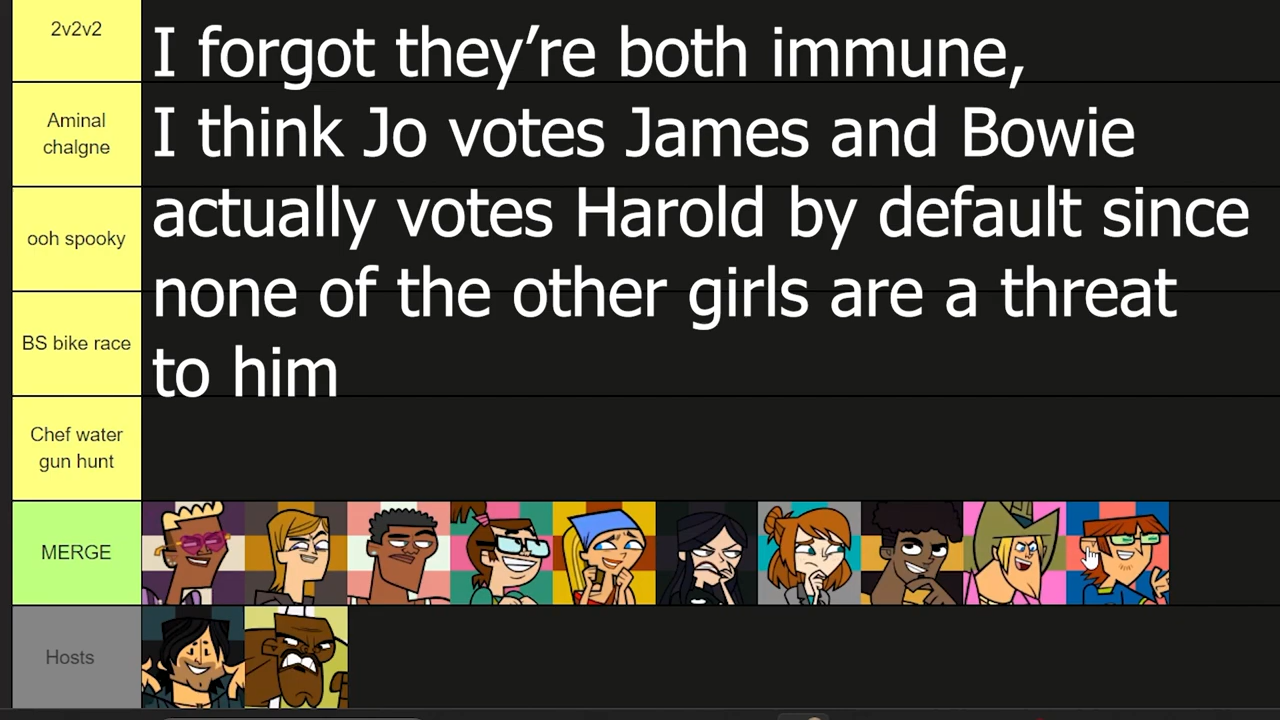 2v2v2
I forgot they’re both immune,
I think Jo votes James and Bowie
actually votes Harold by default since
none of the other girls are a threat
to him
Aminal
chalgne
ooh spooky
BS bike race
Chef water
gun hunt
MERGE
Hosts